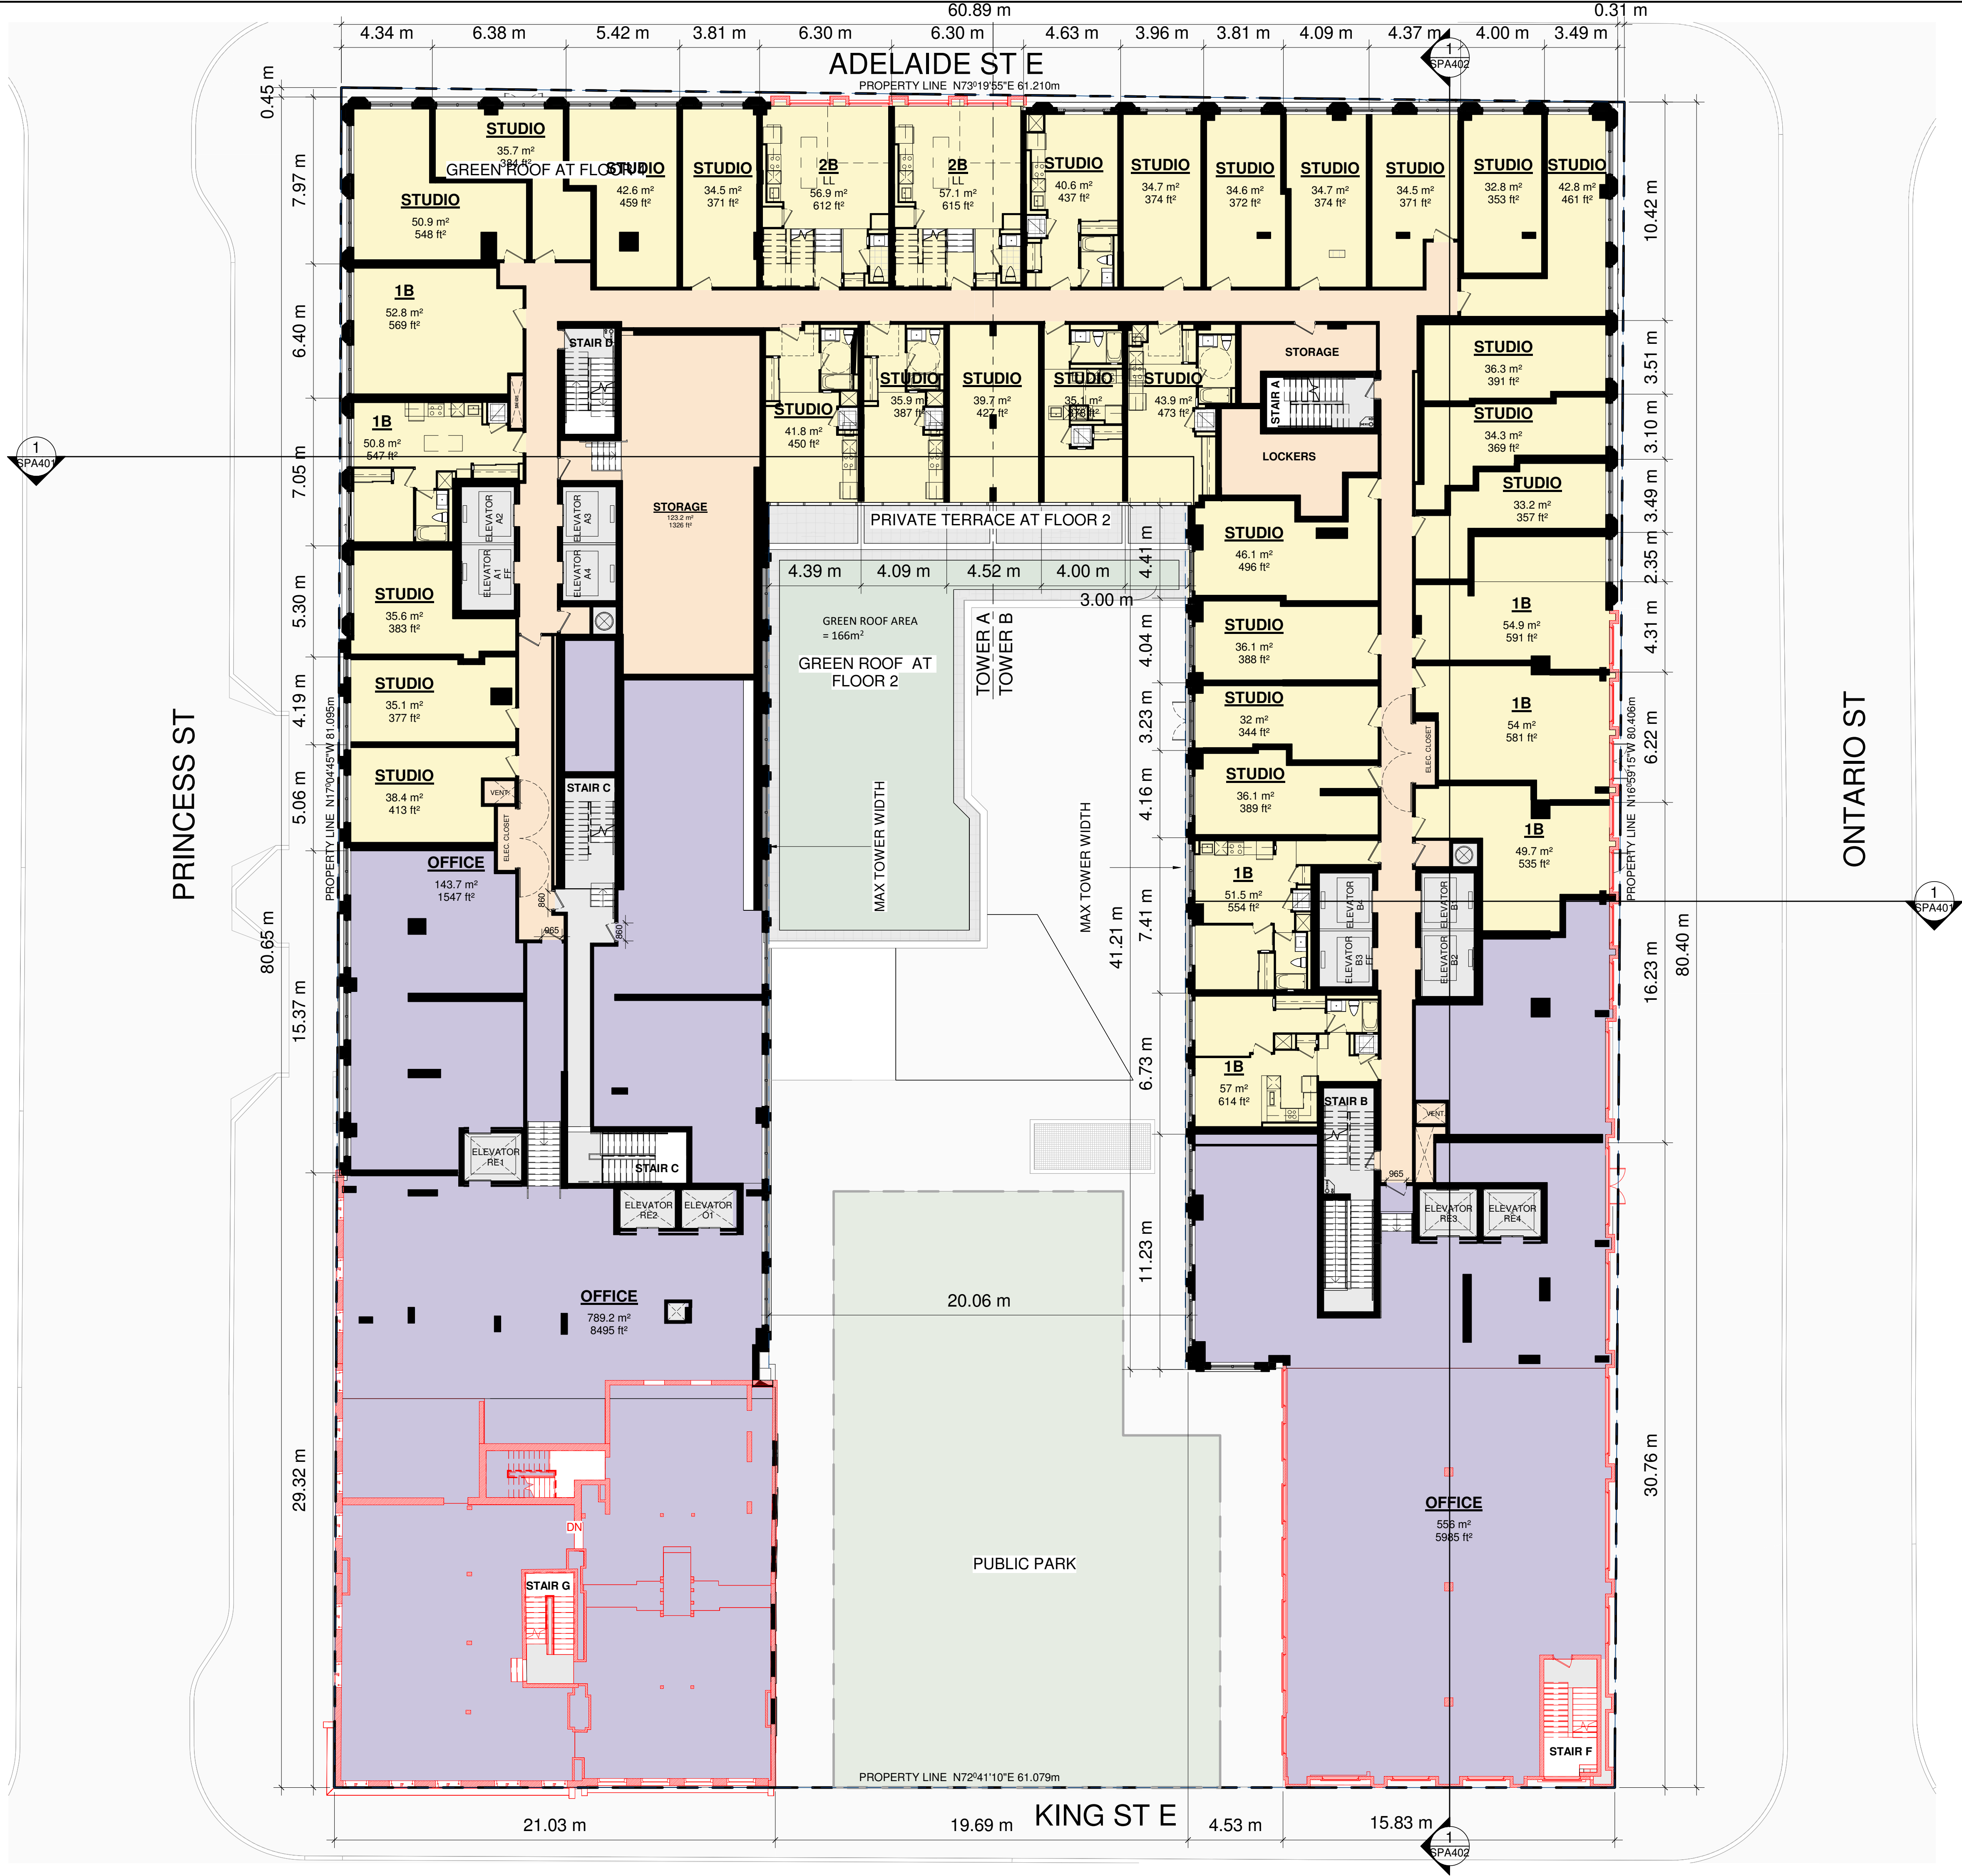 60.89 m
0.31 m
4.34 m
6.38 m
5.42 m
3.81 m
6.30 m
6.30 m
4.63 m
3.96 m
3.81 m
4.09 m
4.37 m
4.00 m
3.49 m
1
SPA402
ADELAIDE ST E
PROPERTY LINE N73°19'55"E 61.210m
0.45 m
7.97 m
6.40 m
7.05 m
5.30 m
4.19 m
5.06 m
15.37 m
29.32 m
80.65 m
PRINCESS ST
PROPERTY LINE N17°04'45"W 81.095m
1
SPA401
STUDIO
35.7 m²
384 ft²
GREEN ROOF AT FLOOR 4
STUDIO
50.9 m²
548 ft²
STUDIO
42.6 m²
459 ft²
STUDIO
34.5 m²
371 ft²
2B
LL
56.9 m²
612 ft²
2B
LL
57.1 m²
615 ft²
STUDIO
40.6 m²
437 ft²
STUDIO
34.7 m²
374 ft²
STUDIO
34.6 m²
372 ft²
STUDIO
34.7 m²
374 ft²
STUDIO
34.5 m²
371 ft²
STUDIO
32.8 m²
353 ft²
STUDIO
42.8 m²
461 ft²
1B
52.8 m²
569 ft²
STAIR D
1B
50.8 m²
547 ft²
ELEVATOR
A2
ELEVATOR
A1
FF
ELEVATOR
A3
ELEVATOR
A4
STORAGE
123.2 m²
1326 ft²
STUDIO
41.8 m²
450 ft²
STUDIO
35.9 m²
387 ft²
STUDIO
39.7 m²
427 ft²
STUDIO
35.1 m²
378 ft²
STUDIO
43.9 m²
473 ft²
STORAGE
STAIR A
LOCKERS
STUDIO
36.3 m²
391 ft²
STUDIO
34.3 m²
369 ft²
STUDIO
33.2 m²
357 ft²
PRIVATE TERRACE AT FLOOR 2
STUDIO
46.1 m²
496 ft²
4.39 m
4.09 m
4.52 m
4.00 m
4.41 m
3.00 m
STUDIO
35.6 m²
383 ft²
STUDIO
35.1 m²
377 ft²
STUDIO
38.4 m²
413 ft²
VENT
ELEC. CLOSET
STAIR C
GREEN ROOF AREA
= 166m²
GREEN ROOF AT
FLOOR 2
TOWER A
TOWER B
MAX TOWER WIDTH
MAX TOWER WIDTH
4.04 m
3.23 m
4.16 m
7.41 m
41.21 m
6.73 m
11.23 m
STUDIO
36.1 m²
388 ft²
STUDIO
32 m²
344 ft²
STUDIO
36.1 m²
389 ft²
1B
54.9 m²
591 ft²
1B
54 m²
581 ft²
ELEC. CLOSET
1B
49.7 m²
535 ft²
1B
51.5 m²
554 ft²
ELEVATOR
B4
ELEVATOR
B3
FF
ELEVATOR
B1
ELEVATOR
B2
1B
57 m²
614 ft²
STAIR B
VENT
965
ELEVATOR
RE3
ELEVATOR
RE4
OFFICE
143.7 m²
1547 ft²
860
965
860
ELEVATOR
RE1
STAIR C
ELEVATOR
RE2
ELEVATOR
O1
OFFICE
789.2 m²
8495 ft²
20.06 m
DN
STAIR G
PUBLIC PARK
OFFICE
556 m²
5985 ft²
STAIR F
10.42 m
3.51 m
3.10 m
3.49 m
2.35 m
4.31 m
6.22 m
16.23 m
30.76 m
80.40 m
PROPERTY LINE N16°59'15"W 80.406m
ONTARIO ST
1
SPA401
PROPERTY LINE N72°41'10"E 61.079m
KING ST E
21.03 m
19.69 m
4.53 m
15.83 m
1
SPA402